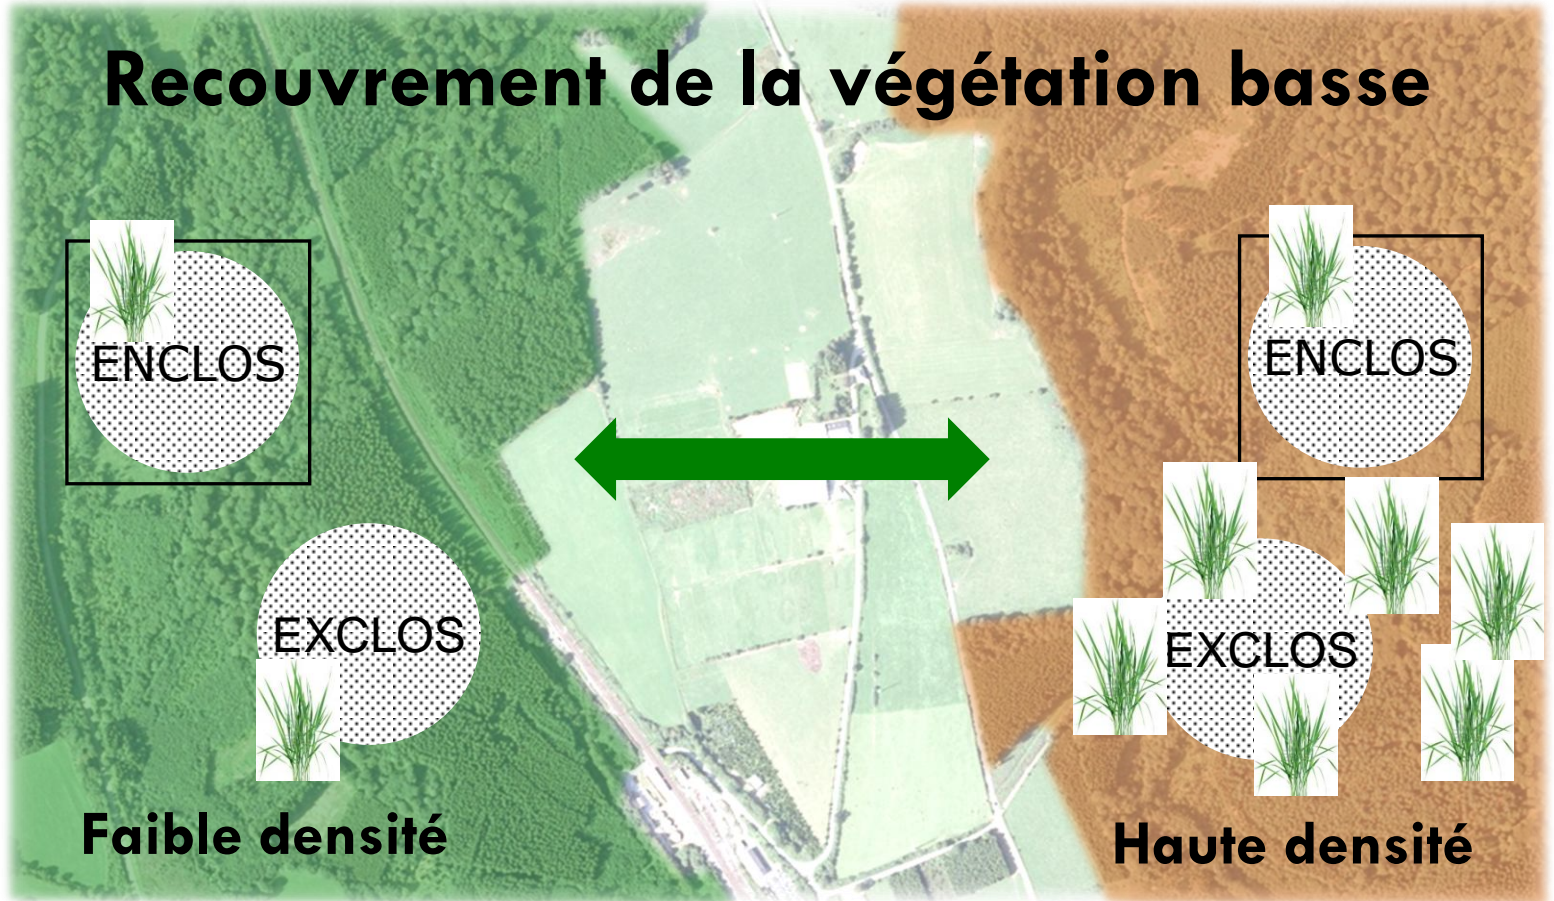 Recouvrement de la végétation basse
ENCLOS
ENCLOS
EXCLOS
EXCLOS
Faible densité
Haute densité